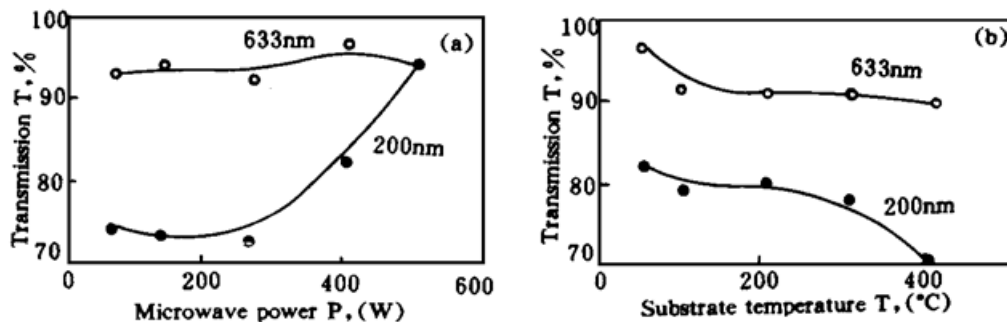 100
90
80
70
Transmission T, %
633nm
(a)
200nm
0
200
400
600
Microwave power P, (W)
100
90
80
70
Transmission T, %
(b)
633nm
200nm
0
200
400
Substrate temperature T, (°C)